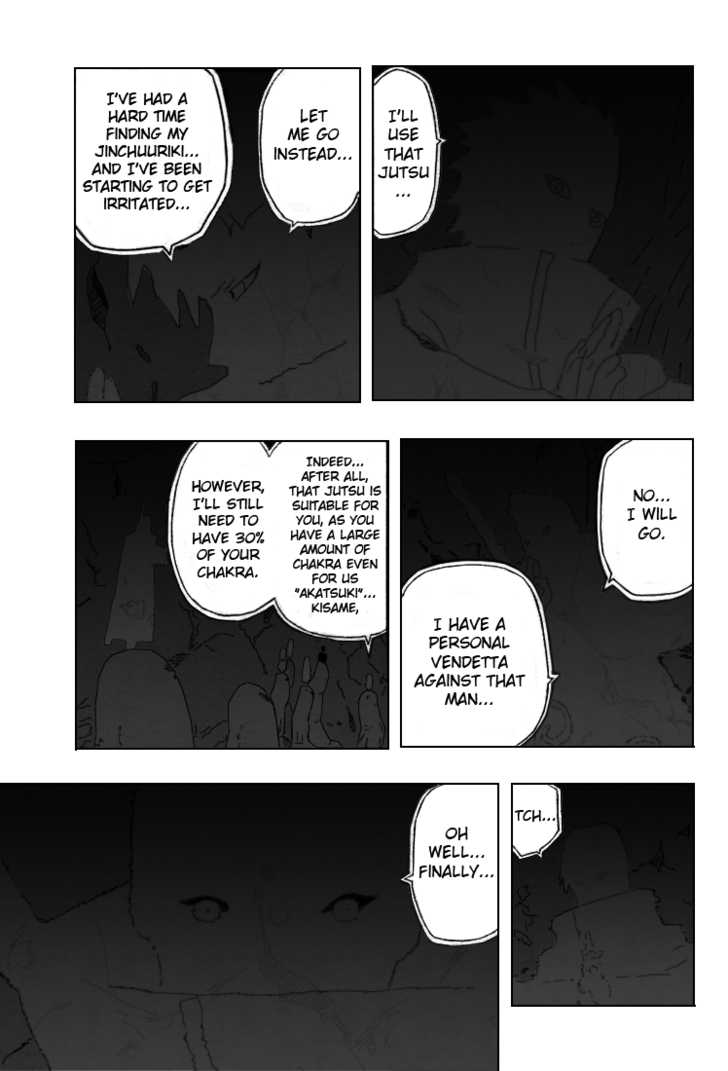 I'LL
USE
THAT
JUTSU
...
LET
ME GO
INSTEAD...
I'VE HAD A
HARD TIME
FINDING MY
JINCHUURIKI...
AND I'VE BEEN
STARTING TO GET
IRRITATED...
NO...
I WILL
GO.
I HAVE A
PERSONAL
VENDETTA
AGAINST THAT
MAN...
INDEED...
AFTER ALL,
THAT JUTSU IS
SUITABLE FOR
YOU, AS YOU
HAVE A LARGE
AMOUNT OF
CHAKRA EVEN
FOR US
"AKATSUKI"...
KISAME,
HOWEVER,
I'LL STILL
NEED TO
HAVE 30%
OF YOUR
CHAKRA.
TCH...
OH
WELL...
FINALLY...